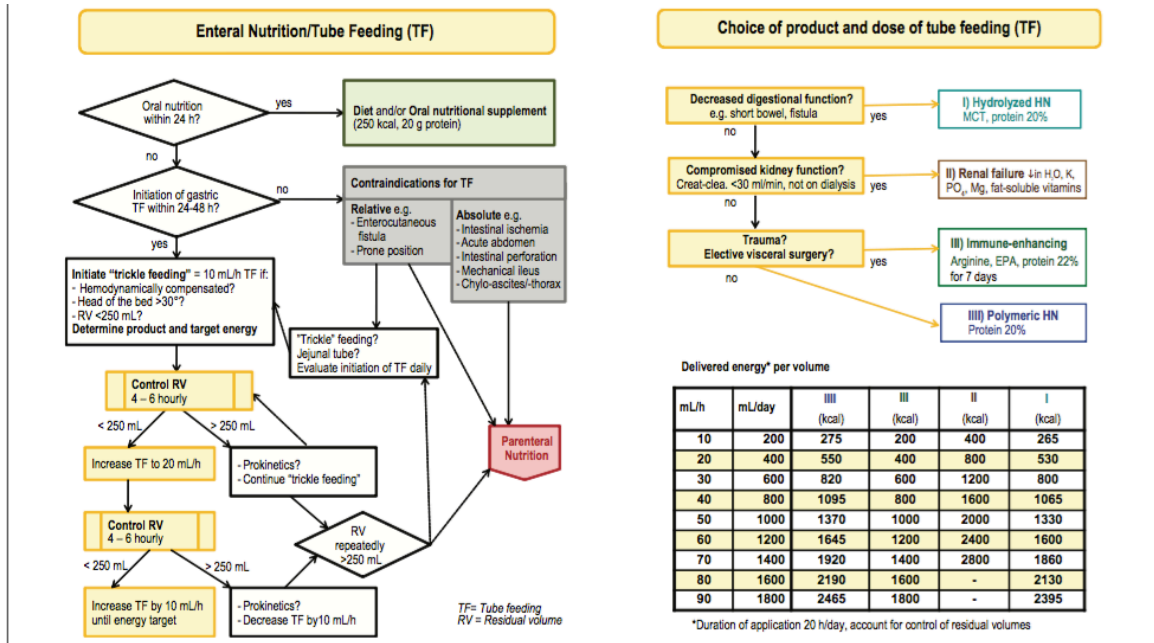 Enteral Nutrition/Tube Feeding (TF)
Oral nutrition
within 24 h?
yes
Diet and/or Oral nutritional supplement
(250 kcal, 20 g protein)
no
Initiation of gastric
TF within 24-48 h?
no
yes
Contraindications for TF
Relative e.g.
- Enterocutaneous
fistula
- Prone position
Absolute e.g.
- Intestinal ischemia
- Acute abdomen
- Intestinal perforation
- Mechanical ileus
- Chylo-ascites/-thorax
Initiate "trickle feeding" = 10 mL/h TF if:
- Hemodynamically compensated?
- Head of the bed >30°?
- RV <250 mL?
Determine product and target energy
"Trickle" feeding?
Jejunal tube?
Evaluate initiation of TF daily
Control RV
4 – 6 hourly
< 250 mL
> 250 mL
Increase TF to 20 mL/h
- Prokinetics?
- Continue "trickle feeding"
Parenteral
Nutrition
Control RV
4 – 6 hourly
RV
repeatedly
>250 mL
< 250 mL
> 250 mL
Increase TF by 10 mL/h
until energy target
- Prokinetics?
- Decrease TF by10 mL/h
TF= Tube feeding
RV = Residual volume
Choice of product and dose of tube feeding (TF)
Decreased digestional function?
e.g. short bowel, fistula
yes
I) Hydrolyzed HN
MCT, protein 20%
no
Compromised kidney function?
Creat-clea. <30 ml/min, not on dialysis
yes
II) Renal failure ↓in H₂O, K,
PO₄, Mg, fat-soluble vitamins
no
Trauma?
Elective visceral surgery?
yes
III) Immune-enhancing
Arginine, EPA, protein 22%
for 7 days
no
IIII) Polymeric HN
Protein 20%
Delivered energy* per volume
mL/h mL/day IIII (kcal) III (kcal) II (kcal) I (kcal)
10 200 275 200 400 265
20 400 550 400 800 530
30 600 820 600 1200 800
40 800 1095 800 1600 1065
50 1000 1370 1000 2000 1330
60 1200 1645 1200 2400 1600
70 1400 1920 1400 2800 1860
80 1600 2190 1600 - 2130
90 1800 2465 1800 - 2395
*Duration of application 20 h/day, account for control of residual volumes